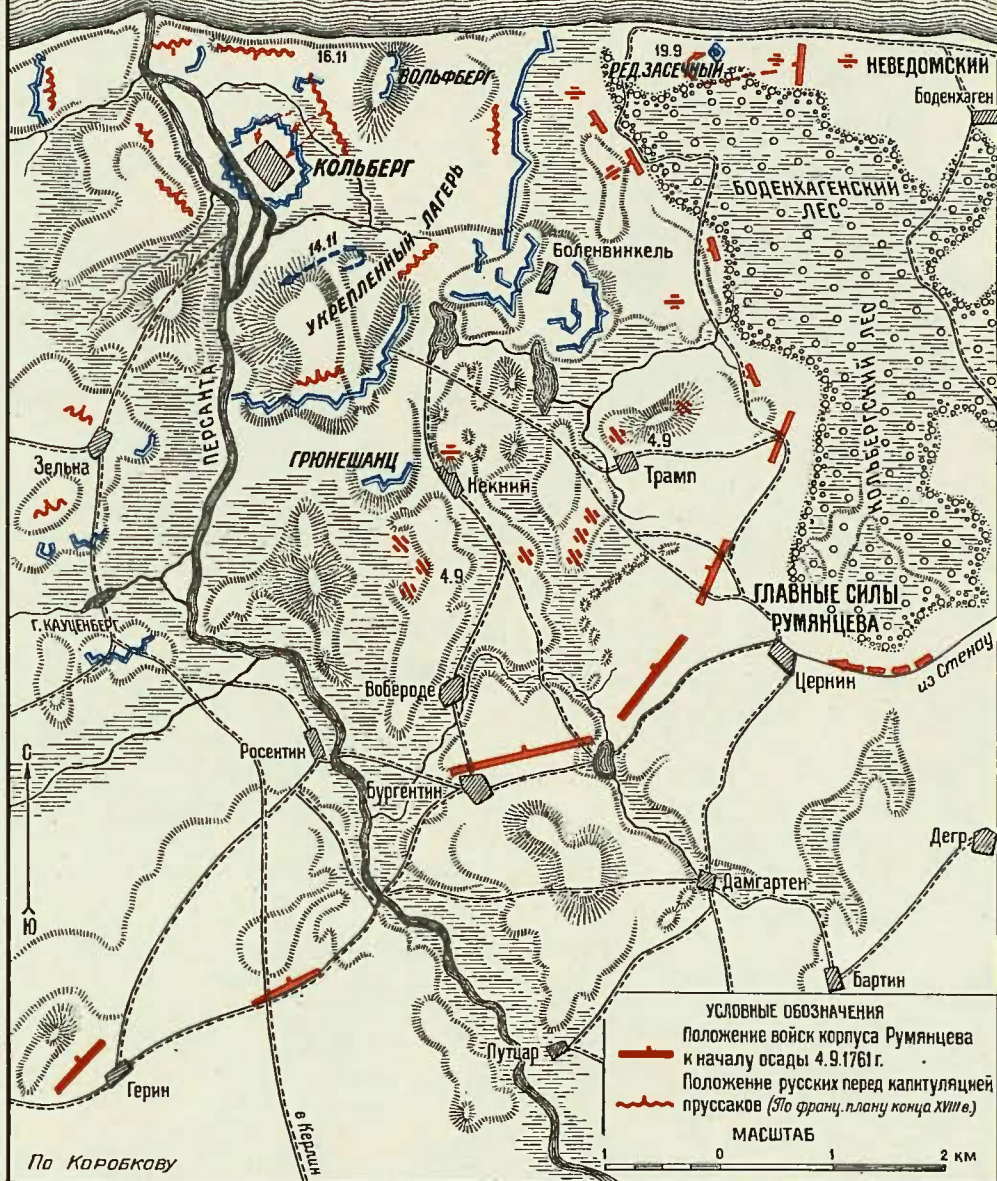 16.11
ВОЛЬФБЕРГ
19.9
РЕД.ЗАСЕЧНЫЙ
НЕВЕДОМСКИЙ
Боденхаген
КОЛЬБЕРГ
БОДЕНХАГЕНСКИЙ
ЛЕС
14.11
УКРЕПЛЕННЫЙ ЛАГЕРЬ
Боленвинкель
ПЕРСАНТА
КОЛЬБЕРГСКИЙ ЛЕС
Зельна
ГРЮНЕШАНЦ
Некний
4.9
Трамп
4.9
Г. КАУЦЕНБЕРГ
ГЛАВНЫЕ СИЛЫ
РУМЯНЦЕВА
Цернин
из Стенау
Вобероде
С
Росентин
Бургентин
Ю
Дегр
Дамгартен
Бартин
Путцар
Герин
в Керлин
УСЛОВНЫЕ ОБОЗНАЧЕНИЯ
Положение войск корпуса Румянцева
к началу осады 4.9.1761 г.
Положение русских перед капитуляцией
пруссаков (По франц. плану конца XVIII в.)
МАСШТАБ
1 0 2 км
По Коробкову